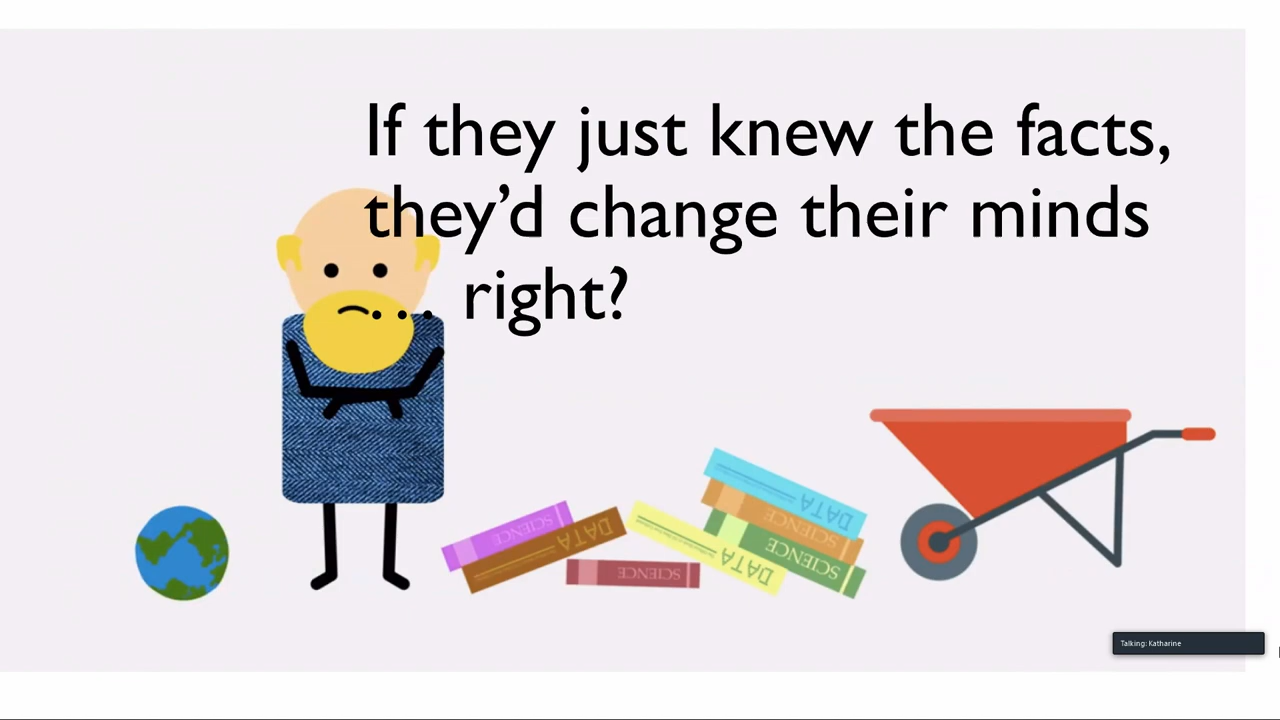 If they just knew the facts,
they’d change their minds
… right?
SCIENCE
DATA
SCIENCE
DATA
DATA
SCIENCE
SCIENCE
Talking: Katharine